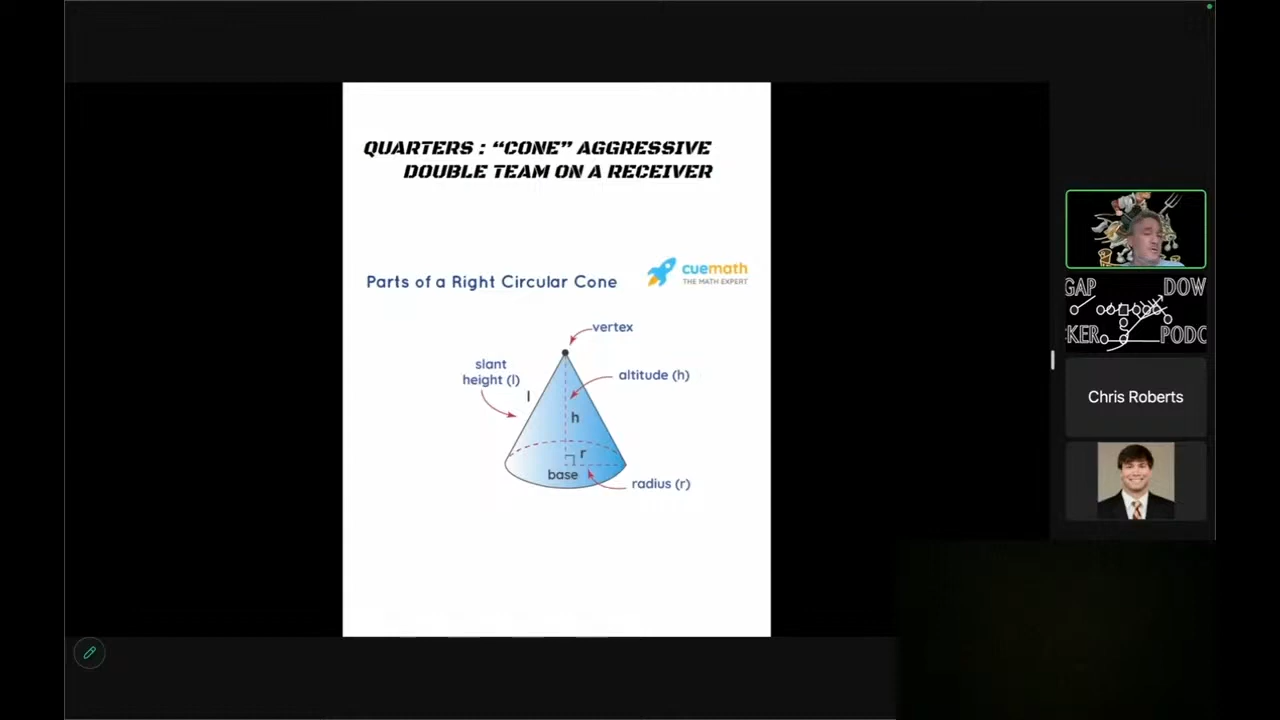 QUARTERS : “CONE” AGGRESSIVE
DOUBLE TEAM ON A RECEIVER
Parts of a Right Circular Cone
cuemath
THE MATH EXPERT
vertex
slant
height (l)
l
altitude (h)
h
r
base
radius (r)
GAP DOW
CKER PODC
Chris Roberts